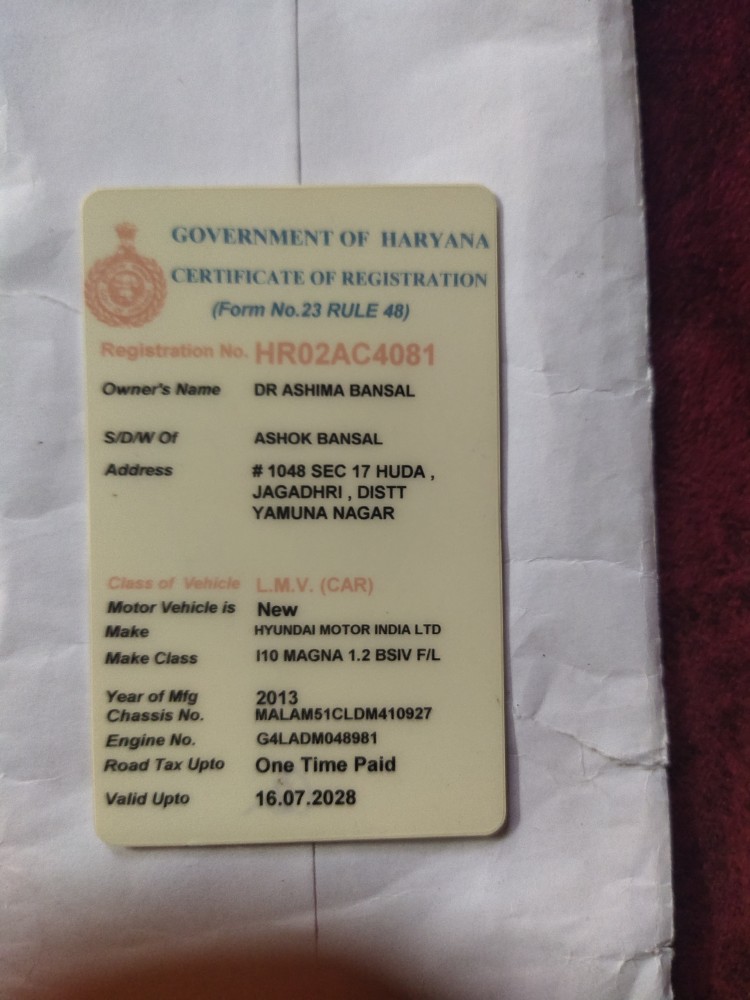 GOVERNMENT OF HARYANA
CERTIFICATE OF REGISTRATION
(Form No.23 RULE 48)
Registration No. HR02AC4081
Owner's Name DR ASHIMA BANSAL
S/D/W Of ASHOK BANSAL
Address # 1048 SEC 17 HUDA ,
JAGADHRI , DISTT
YAMUNA NAGAR
Class of Vehicle L.M.V. (CAR)
Motor Vehicle is New
Make HYUNDAI MOTOR INDIA LTD
Make Class I10 MAGNA 1.2 BSIV F/L
Year of Mfg 2013
Chassis No. MALAM51CLDM410927
Engine No. G4LADM048981
Road Tax Upto One Time Paid
Valid Upto 16.07.2028